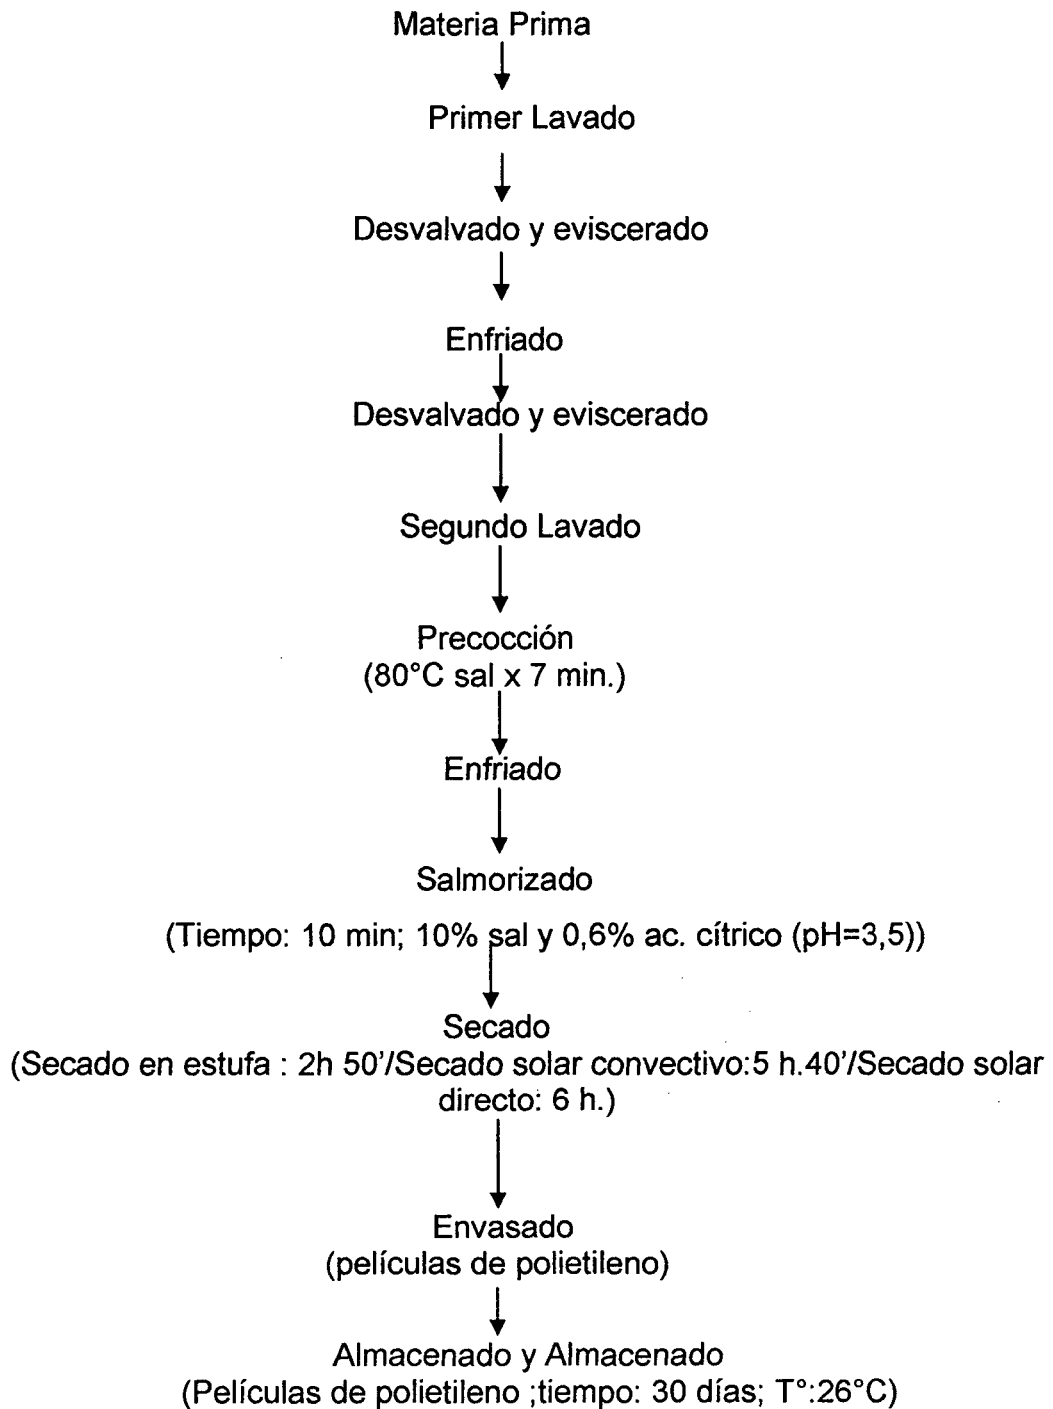 Materia Prima
Primer Lavado
Desvalvado y eviscerado
Enfriado
Desvalvado y eviscerado
Segundo Lavado
Precocción
(80°C sal x 7 min.)
Enfriado
Salmorizado
(Tiempo: 10 min; 10% sal y 0,6% ac. cítrico (pH=3,5))
Secado
(Secado en estufa : 2h 50'/Secado solar convectivo:5 h.40'/Secado solar
directo: 6 h.)
Envasado
(películas de polietileno)
Almacenado y Almacenado
(Películas de polietileno ;tiempo: 30 días; T°:26°C)